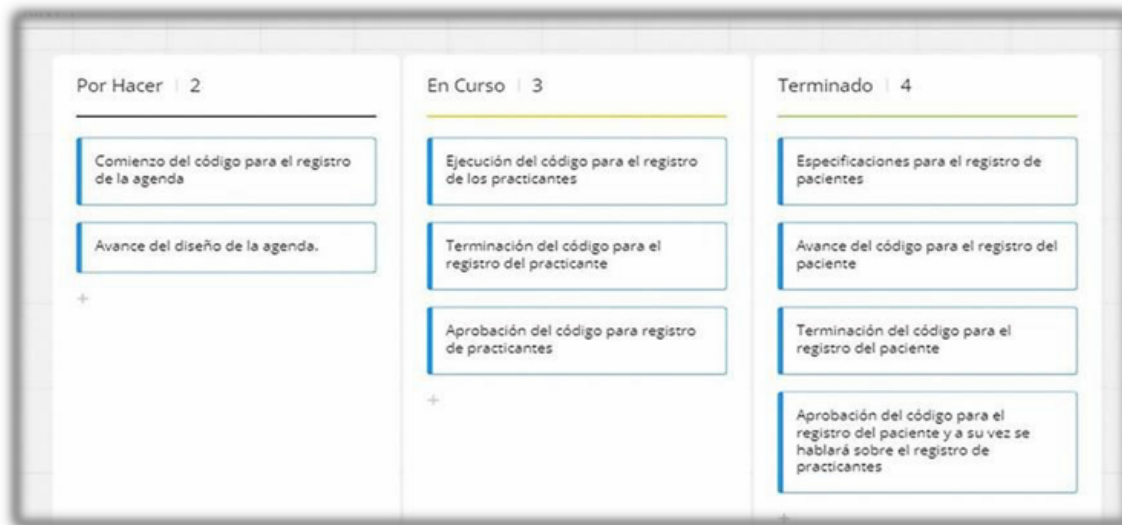 Por Hacer | 2
Comienzo del código para el registro
de la agenda
Avance del diseño de la agenda.
+
En Curso | 3
Ejecución del código para el registro
de los practicantes
Terminación del código para el
registro del practicante
Aprobación del código para registro
de practicantes
+
Terminado | 4
Especificaciones para el registro de
pacientes
Avance del código para el registro del
paciente
Terminación del código para el
registro del paciente
Aprobación del código para el
registro del paciente y a su vez se
hablará sobre el registro de
practicantes
+